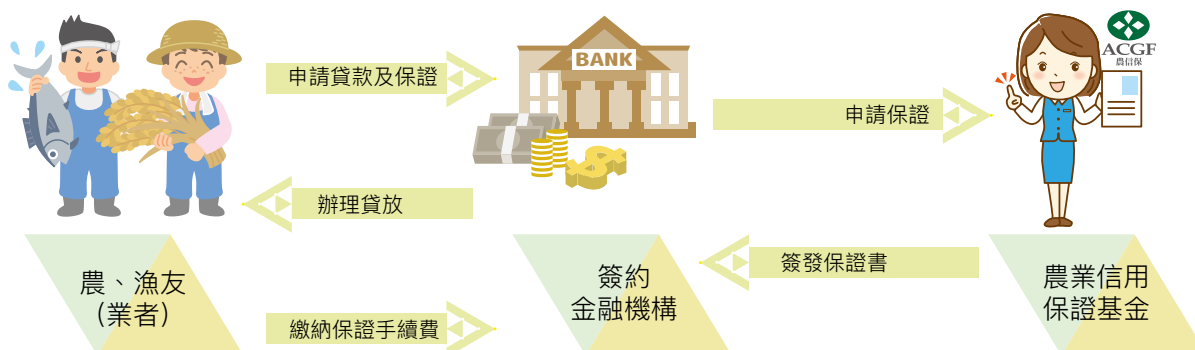 BANK
ACGF
農信保
申請貸款及保證
申請保證
辦理貸放
簽發保證書
農、漁友
(業者)
簽約
金融機構
農業信用
保證基金
繳納保證手續費